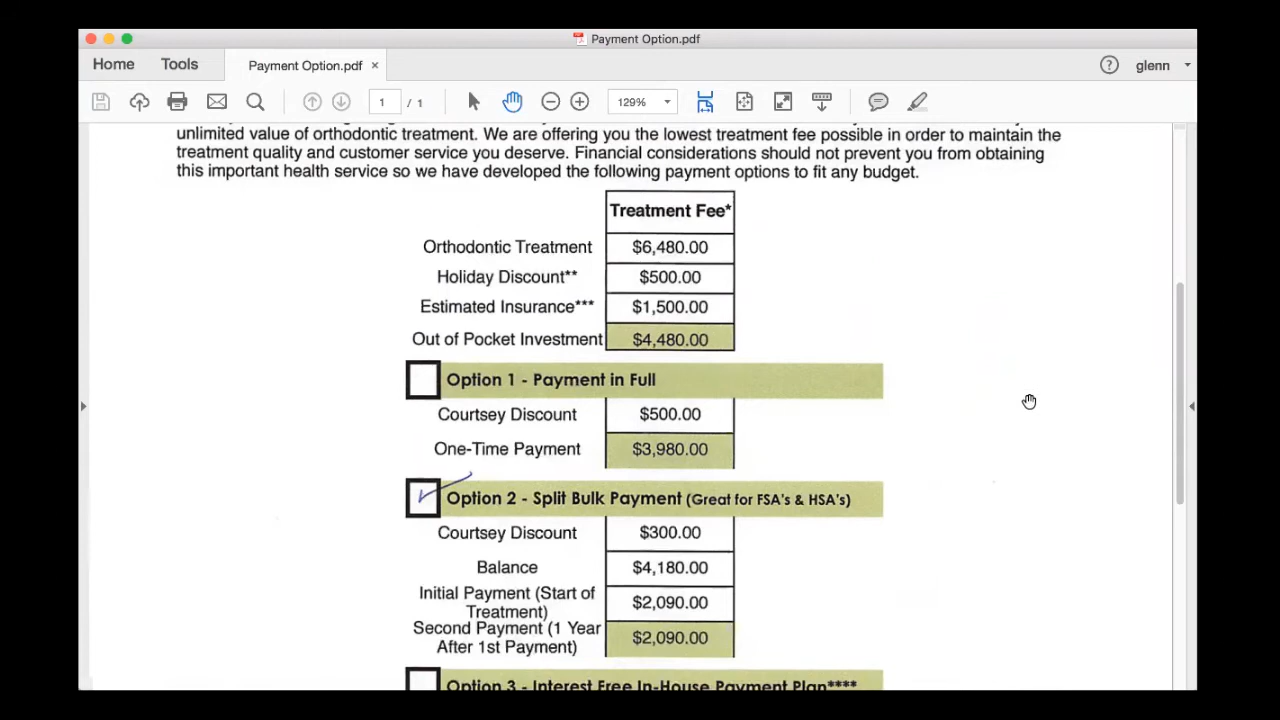 Payment Option.pdf
Home Tools Payment Option.pdf × ? glenn
1 / 1 129%
unlimited value of orthodontic treatment. We are offering you the lowest treatment fee possible in order to maintain the
treatment quality and customer service you deserve. Financial considerations should not prevent you from obtaining
this important health service so we have developed the following payment options to fit any budget.
Treatment Fee*
Orthodontic Treatment $6,480.00
Holiday Discount** $500.00
Estimated Insurance*** $1,500.00
Out of Pocket Investment $4,480.00
Option 1 - Payment in Full
Courtsey Discount $500.00
One-Time Payment $3,980.00
Option 2 - Split Bulk Payment (Great for FSA's & HSA's)
Courtsey Discount $300.00
Balance $4,180.00
Initial Payment (Start of
Treatment) $2,090.00
Second Payment (1 Year
After 1st Payment) $2,090.00
Option 3 - Interest Free In-House Payment Plan****